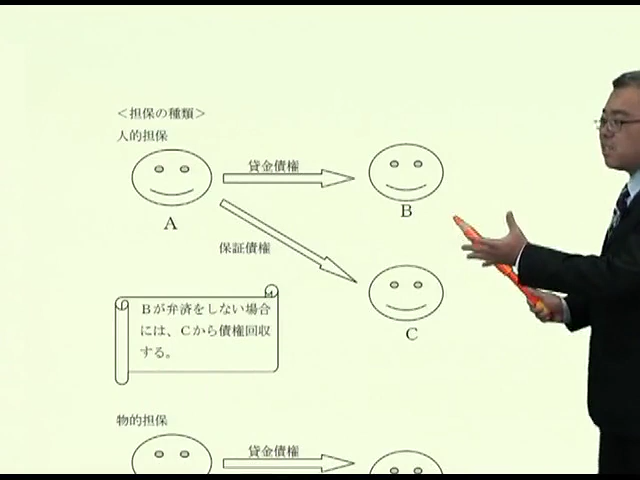 ＜担保の種類＞
人的担保
貸金債権
A
B
保証債権
Ｂが弁済をしない場合
には、Ｃから債権回収
する。
C
物的担保
貸金債権